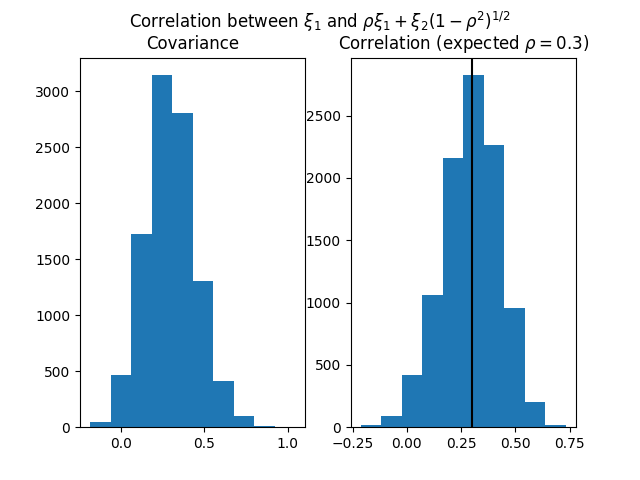 Correlation between ξ₁ and ρξ₁ + ξ₂(1 − ρ²)^{1/2}
Covariance
3000
2500
2000
1500
1000
500
0
0.0 0.5 1.0
Correlation (expected ρ = 0.3)
2500
2000
1500
1000
500
0
−0.25 0.00 0.25 0.50 0.75